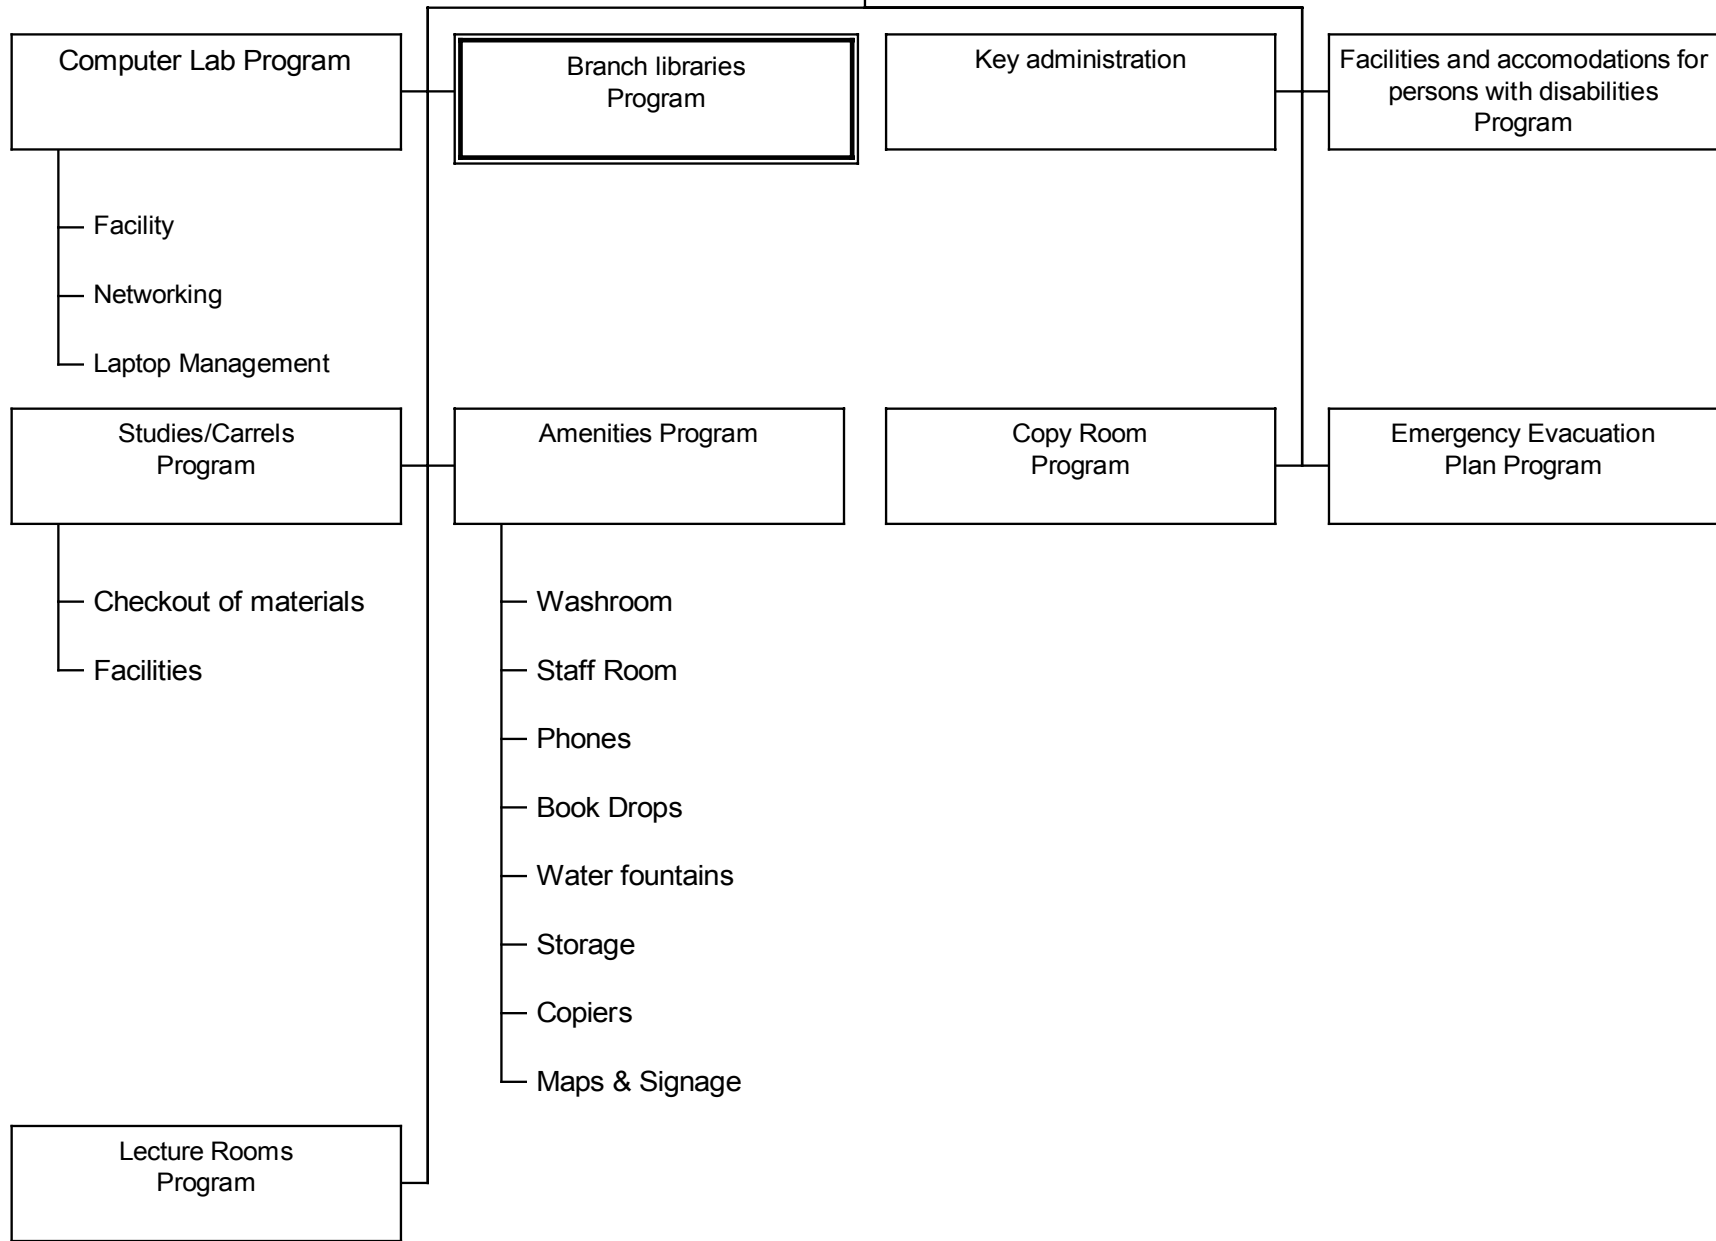 Computer Lab Program
Branch libraries
Program
Key administration
Facilities and accomodations for
persons with disabilities
Program
Facility
Networking
Laptop Management
Studies/Carrels
Program
Amenities Program
Copy Room
Program
Emergency Evacuation
Plan Program
Checkout of materials
Facilities
Washroom
Staff Room
Phones
Book Drops
Water fountains
Storage
Copiers
Maps & Signage
Lecture Rooms
Program